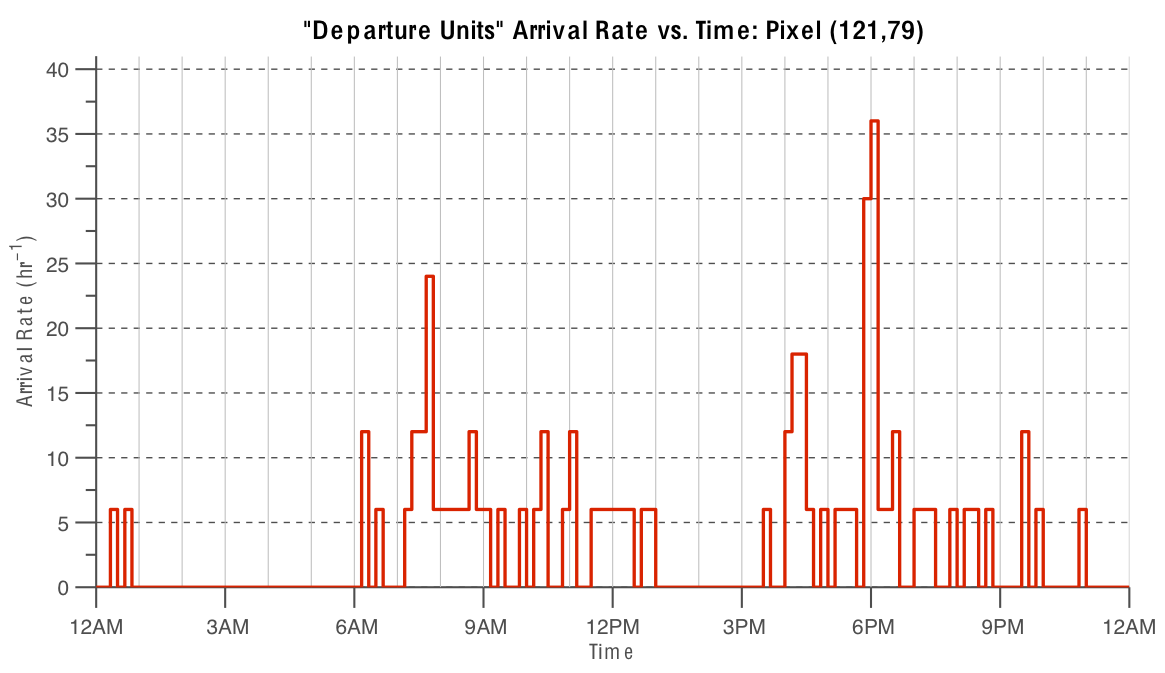 "Departure Units" Arrival Rate vs. Time: Pixel (121,79)
40
35
30
25
20
15
10
5
0
Arrival Rate (hr⁻¹)
12AM 3AM 6AM 9AM 12PM 3PM 6PM 9PM 12AM
Time